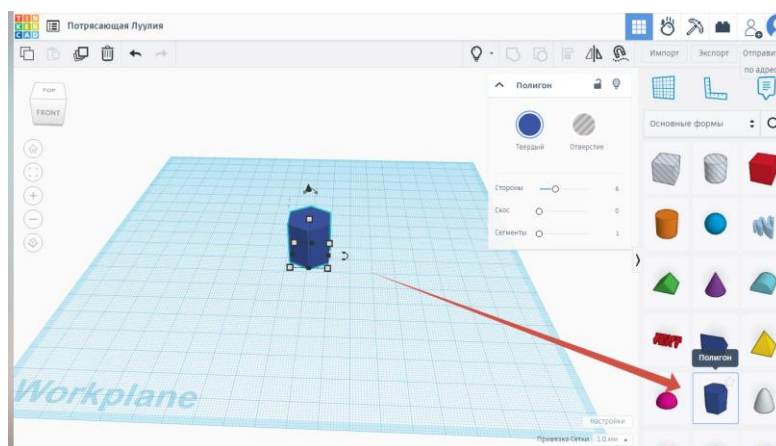 TIN
KER
CAD
Потрясающая Луулия
Импорт
Экспорт
Отправи
по адрес
TOP
FRONT
Полигон
Твердый
Отверстие
Стороны
6
Скос
0
Сегменты
1
Основные формы
Полигон
Workplane
Настройки
Привязка Сетки 1.0 мм